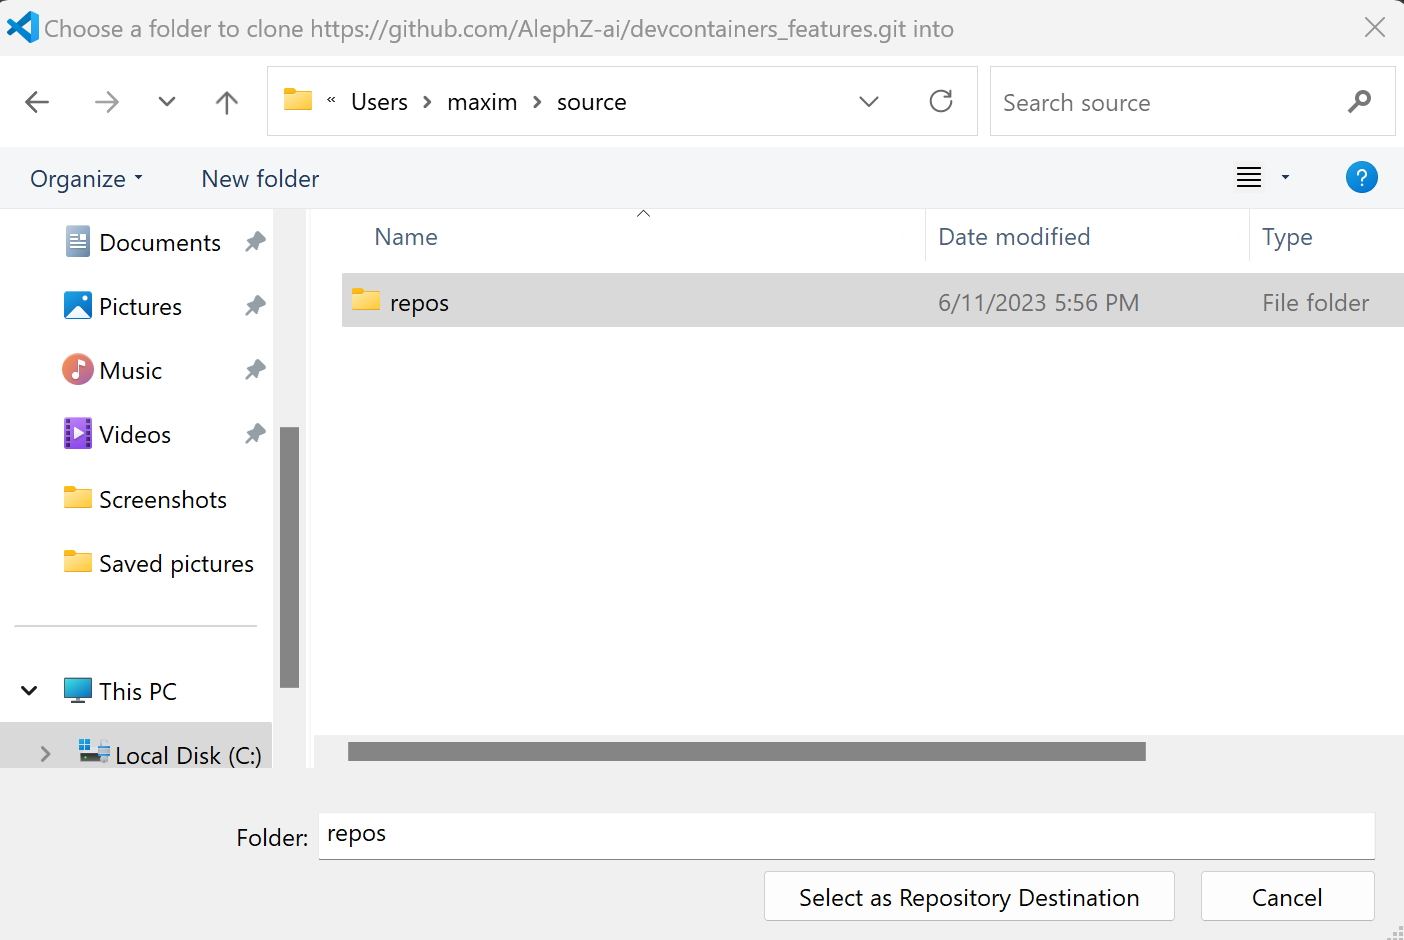 Choose a folder to clone https://github.com/AlephZ-ai/devcontainers_features.git into
« Users > maxim > source
Search source
Organize
New folder
?
Documents
Pictures
Music
Videos
Screenshots
Saved pictures
This PC
Local Disk (C:)
Name Date modified Type
repos 6/11/2023 5:56 PM File folder
Folder: repos
Select as Repository Destination
Cancel